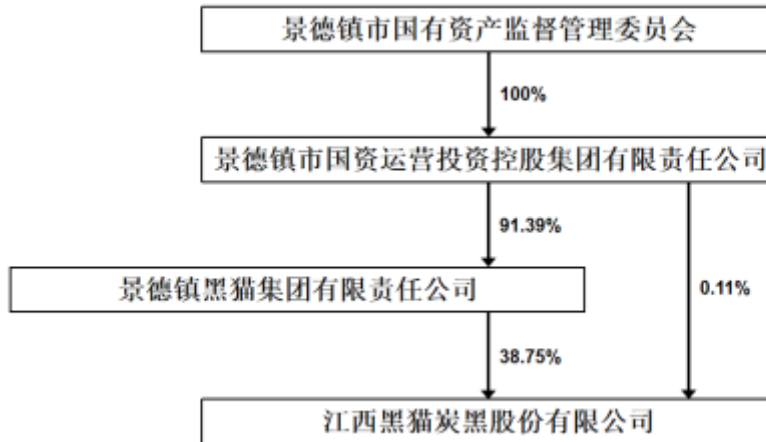 景德镇市国有资产监督管理委员会
100%
景德镇市国资运营投资控股集团有限责任公司
91.39%
景德镇黑猫集团有限责任公司
0.11%
38.75%
江西黑猫炭黑股份有限公司